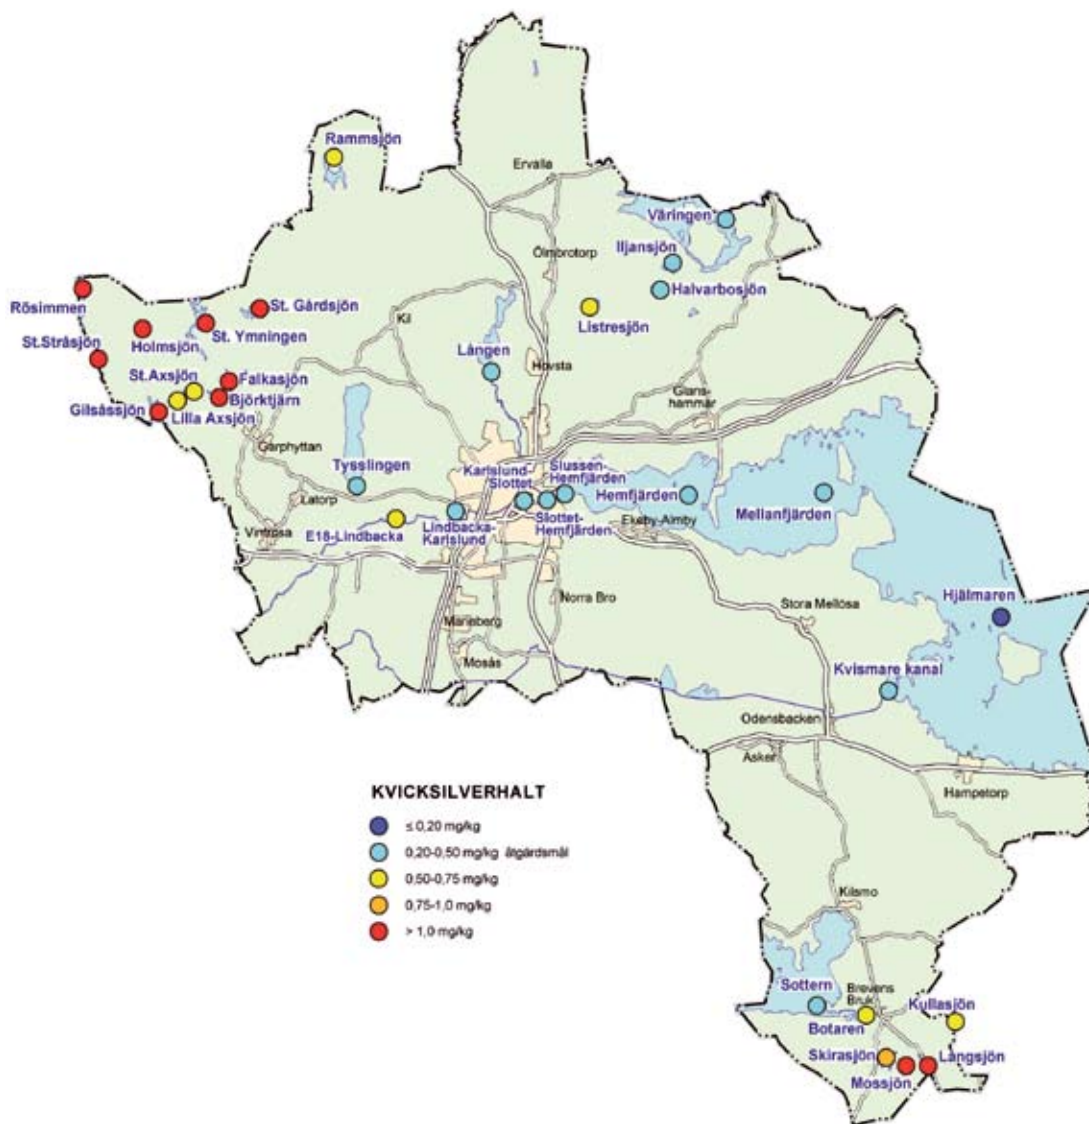 Rammsjön
Ervalla
Väringen
Iljansjön
Ölmbrotorp
Halvarbosjön
Rösimmen
St. Gårdsjön
Listresjön
Kil
St. Ymningen
Holmsjön
St.Stråsjön
Lången
Hovsta
St.Axsjön
Falkasjön
Björktjärn
Glans-
hammar
Gilsåssjön
Lilla Axsjön
Garphyttan
Tysslingen
Karlslund-
Slottet
Slussen-
Hemfjärden
Hemfjärden
Mellanfjärden
Latorp
Lindbacka-
Karlslund
Slottet-
Hemfjärden
Ekeby-Almby
Vintrosa
E18-Lindbacka
Norra Bro
Hjälmaren
Stora Mellösa
Marieberg
Mosås
Kvismare kanal
Odensbacken
Asker
Hampetorp
KVICKSILVERHALT
≤ 0,20 mg/kg
0,20-0,50 mg/kg åtgärdsmål
0,50-0,75 mg/kg
0,75-1,0 mg/kg
> 1,0 mg/kg
Kilsmo
Sottern
Brevens
Bruk
Kullasjön
Botaren
Skirasjön
Långsjön
Mossjön